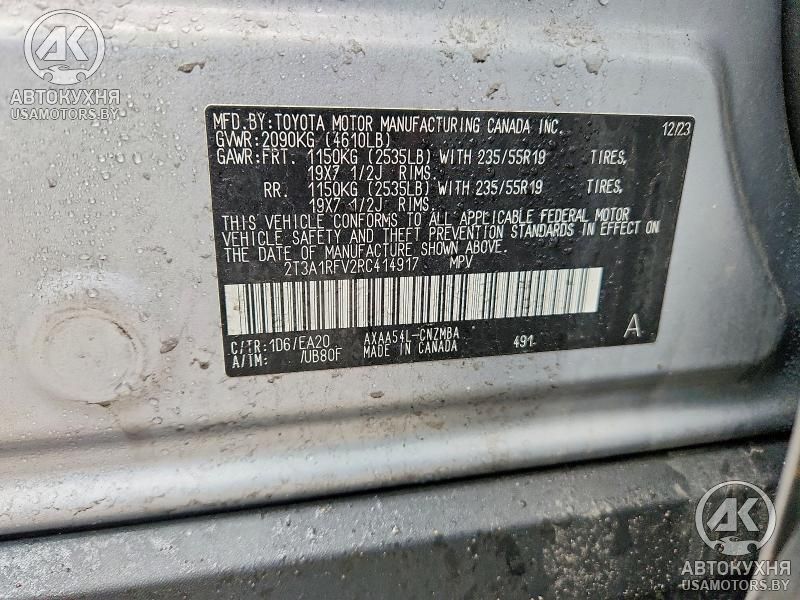 АК
АВТОКУХНЯ
USAMOTORS.BY
MFD.BY:TOYOTA MOTOR MANUFACTURING CANADA INC. 12/23
GVWR:2090KG (4610LB)
GAWR:FRT. 1150KG (2535LB) WITH 235/55R19 TIRES,
19X7 1/2J RIMS.
RR. 1150KG (2535LB) WITH 235/55R19 TIRES,
19X7 1/2J RIMS.
THIS VEHICLE CONFORMS TO ALL APPLICABLE FEDERAL MOTOR
VEHICLE SAFETY AND THEFT PREVENTION STANDARDS IN EFFECT ON
THE DATE OF MANUFACTURE SHOWN ABOVE.
2T3A1RFV2RC414917 MPV
C/TR:1D6/EA20 AXAA54L-CNZMBA 491- A
A/TM: /UB80F MADE IN CANADA
АК
АВТОКУХНЯ
USAMOTORS.BY